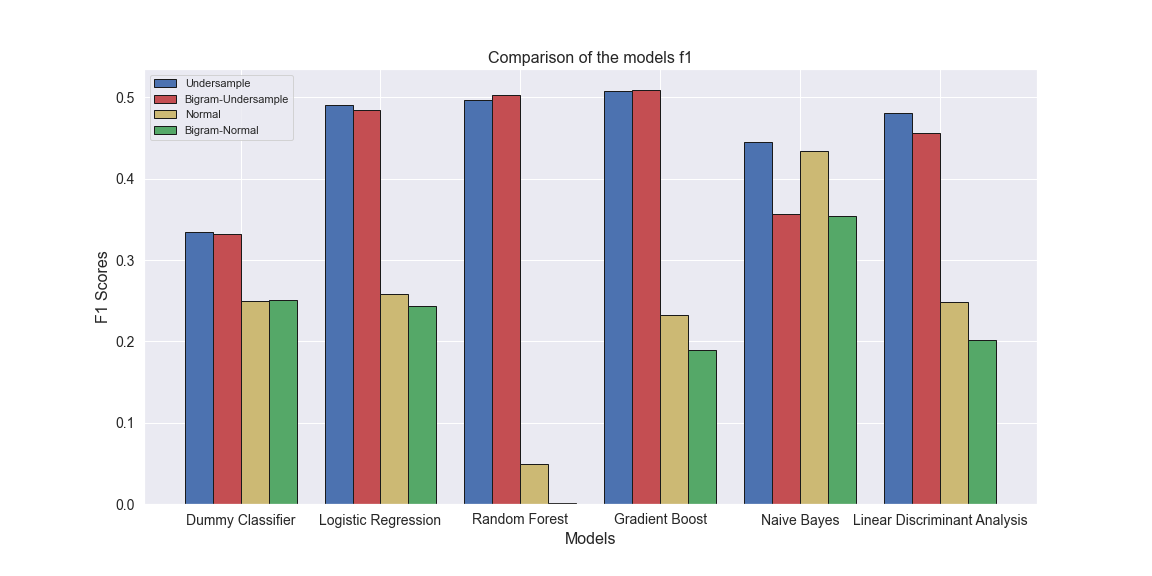 Comparison of the models f1
Undersample
Bigram-Undersample
Normal
Bigram-Normal
F1 Scores
0.5
0.4
0.3
0.2
0.1
0.0
Dummy Classifier Logistic Regression Random Forest Gradient Boost Naive Bayes Linear Discriminant Analysis
Models